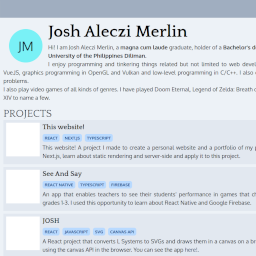 Josh Aleczi Merlin
JM
Hi! I am Josh Aleczi Merlin, a magna cum laude graduate, holder of a Bachelor's d
University of the Philippines Diliman.
I enjoy programming and tinkering things related but not limited to web devel
VueJS, graphics programming in OpenGL and Vulkan and low-level programming in C/C++. I also
problems.
I also play video games of all kinds of genres. I have played Doom Eternal, Legend of Zelda: Breath
XIV to name a few.
PROJECTS
This website!
REACT NEXT.JS TYPESCRIPT
This website! A project I made to create a personal website and a portfolio of my p
Next.js, learn about static rendering and server-side and apply it to this project.
See And Say
REACT NATIVE TYPESCRIPT FIREBASE
An app that enables teachers to see their students' performance in games that c
grades 1-3. I used this opportunity to learn about React Native and Google Firebase.
JOSH
REACT JAVASCRIPT SVG CANVAS API
A React project that converts L Systems to SVGs and draws them in a canvas on a br
using the canvas API in the browser. You can see the app here!.